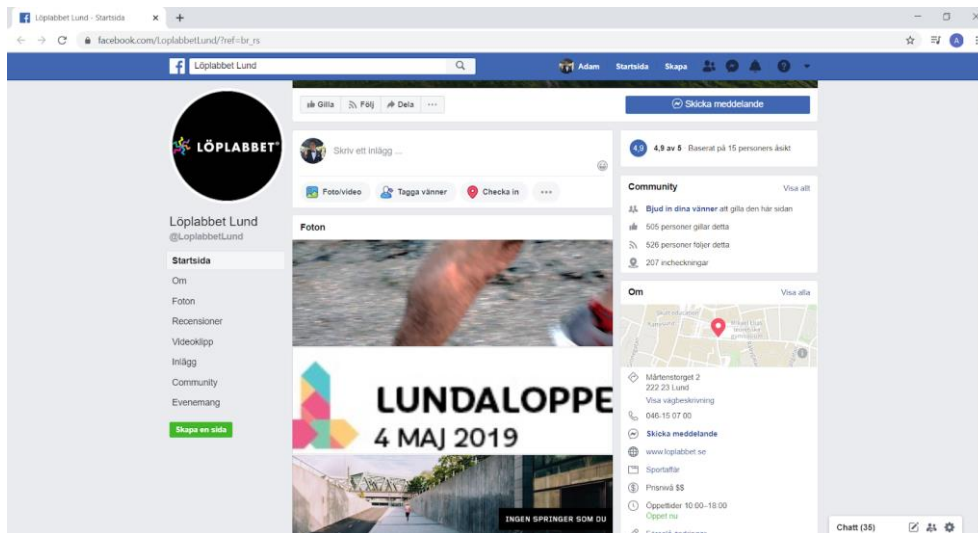 Löplabbet Lund - Startsida
facebook.com/LoplabbetLund/?ref=br_rs
A
Löplabbet Lund
Adam
Startsida
Skapa
LÖPLABBET
Löplabbet Lund
@LoplabbetLund
Startsida
Om
Foton
Recensioner
Videoklipp
Inlägg
Community
Evenemang
Skapa en sida
Gilla
Följ
Dela
Skriv ett inlägg ...
Foto/video
Tagga vänner
Checka in
Foton
LUNDALOPPE
4 MAJ 2019
INGEN SPRINGER SOM DU
Skicka meddelande
4,9
4,9 av 5 · Baserat på 15 personers åsikt
Community
Visa allt
Bjud in dina vänner att gilla den här sidan
505 personer gillar detta
526 personer följer detta
207 incheckningar
Om
Visa alla
Mårtenstorget 2
222 23 Lund
Visa vägbeskrivning
046-15 07 00
Skicka meddelande
www.loplabbet.se
Sportaffär
Prisnivå $$
Öppettider 10:00–18:00
Öppet nu
Chatt (35)